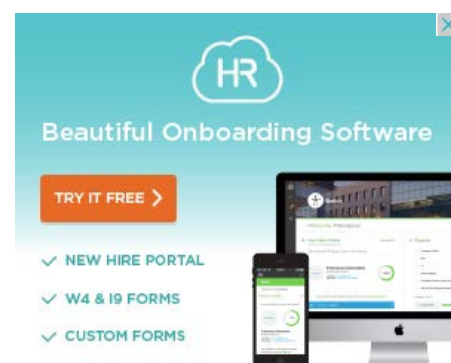 HR
Beautiful Onboarding Software
TRY IT FREE
NEW HIRE PORTAL
W4 & I9 FORMS
CUSTOM FORMS